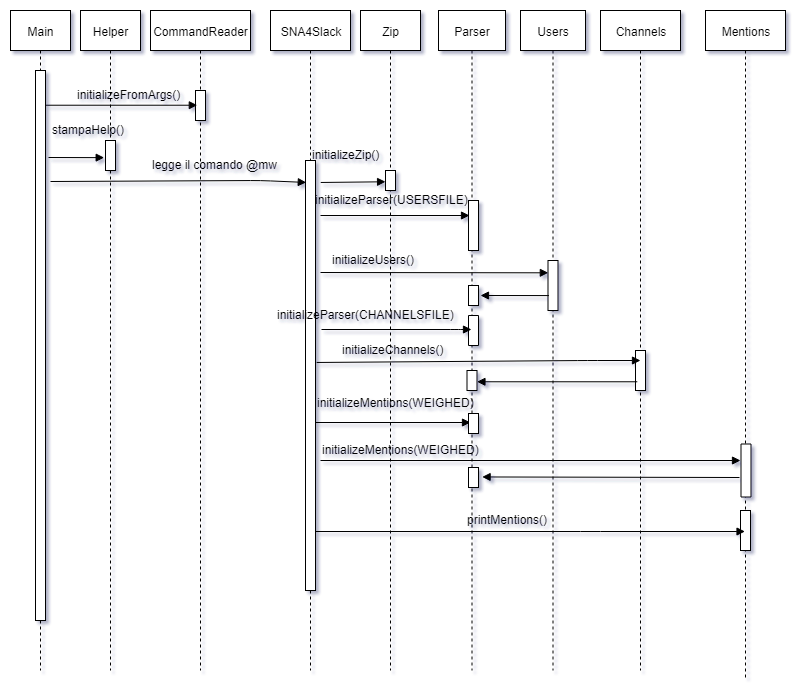 Main
Helper
CommandReader
SNA4Slack
Zip
Parser
Users
Channels
Mentions
initializeFromArgs()
stampaHelp()
initializeZip()
legge il comando @mw
initializeParser(USERSFILE)
initializeUsers()
initializeParser(CHANNELSFILE)
initializeChannels()
initializeMentions(WEIGHED)
initializeMentions(WEIGHED)
printMentions()